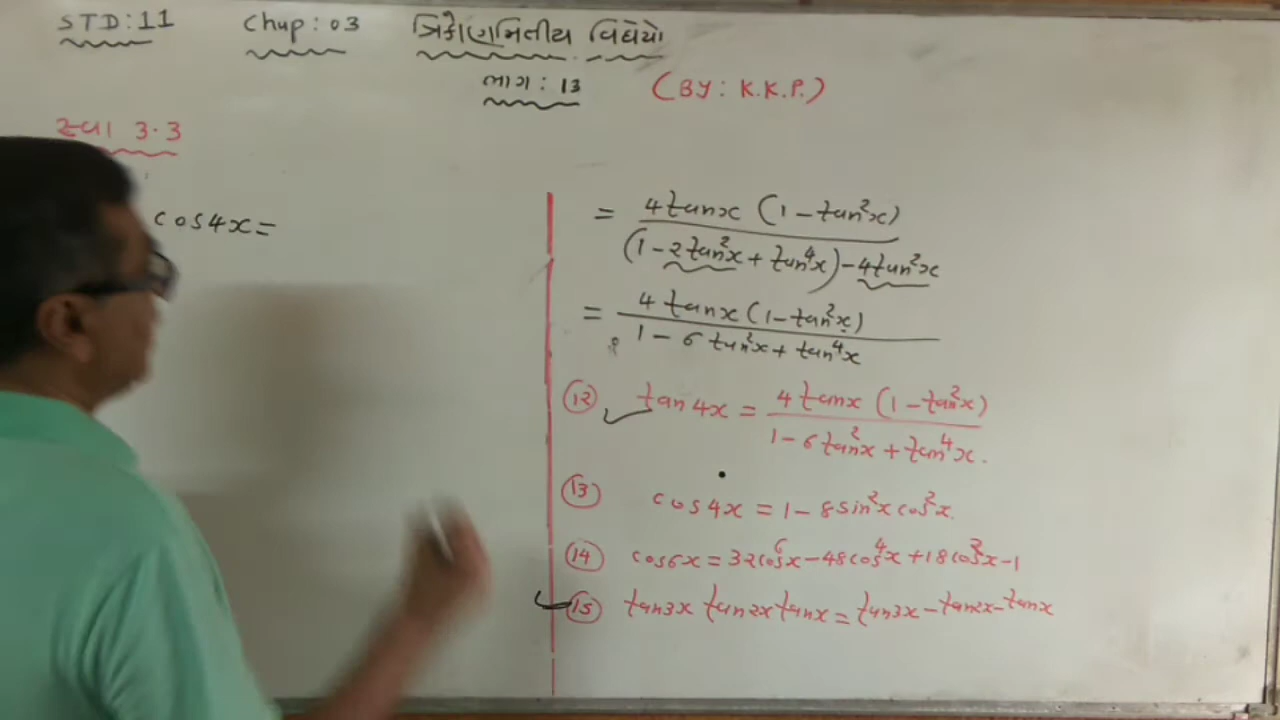 STD: 11 Chap: 03 ત્રિકોણમિતીય વિધેયો
ભાગ: 13 (BY: K.K.P.)
સ્વા 3.3
cos4x=
= 4tanx (1-tan²x) / (1-2tan²x+tan⁴x)-4tan²x
= 4tanx(1-tan²x) / 1-6tan²x+tan⁴x
(12) tan4x = 4tanx (1-tan²x) / 1-6tan²x+tan⁴x.
(13) cos4x = 1-8sin²xcos²x.
(14) cos6x = 32cos⁶x-48cos⁴x+18cos²x-1
(15) tan3x tan2x tanx = tan3x-tan2x-tanx